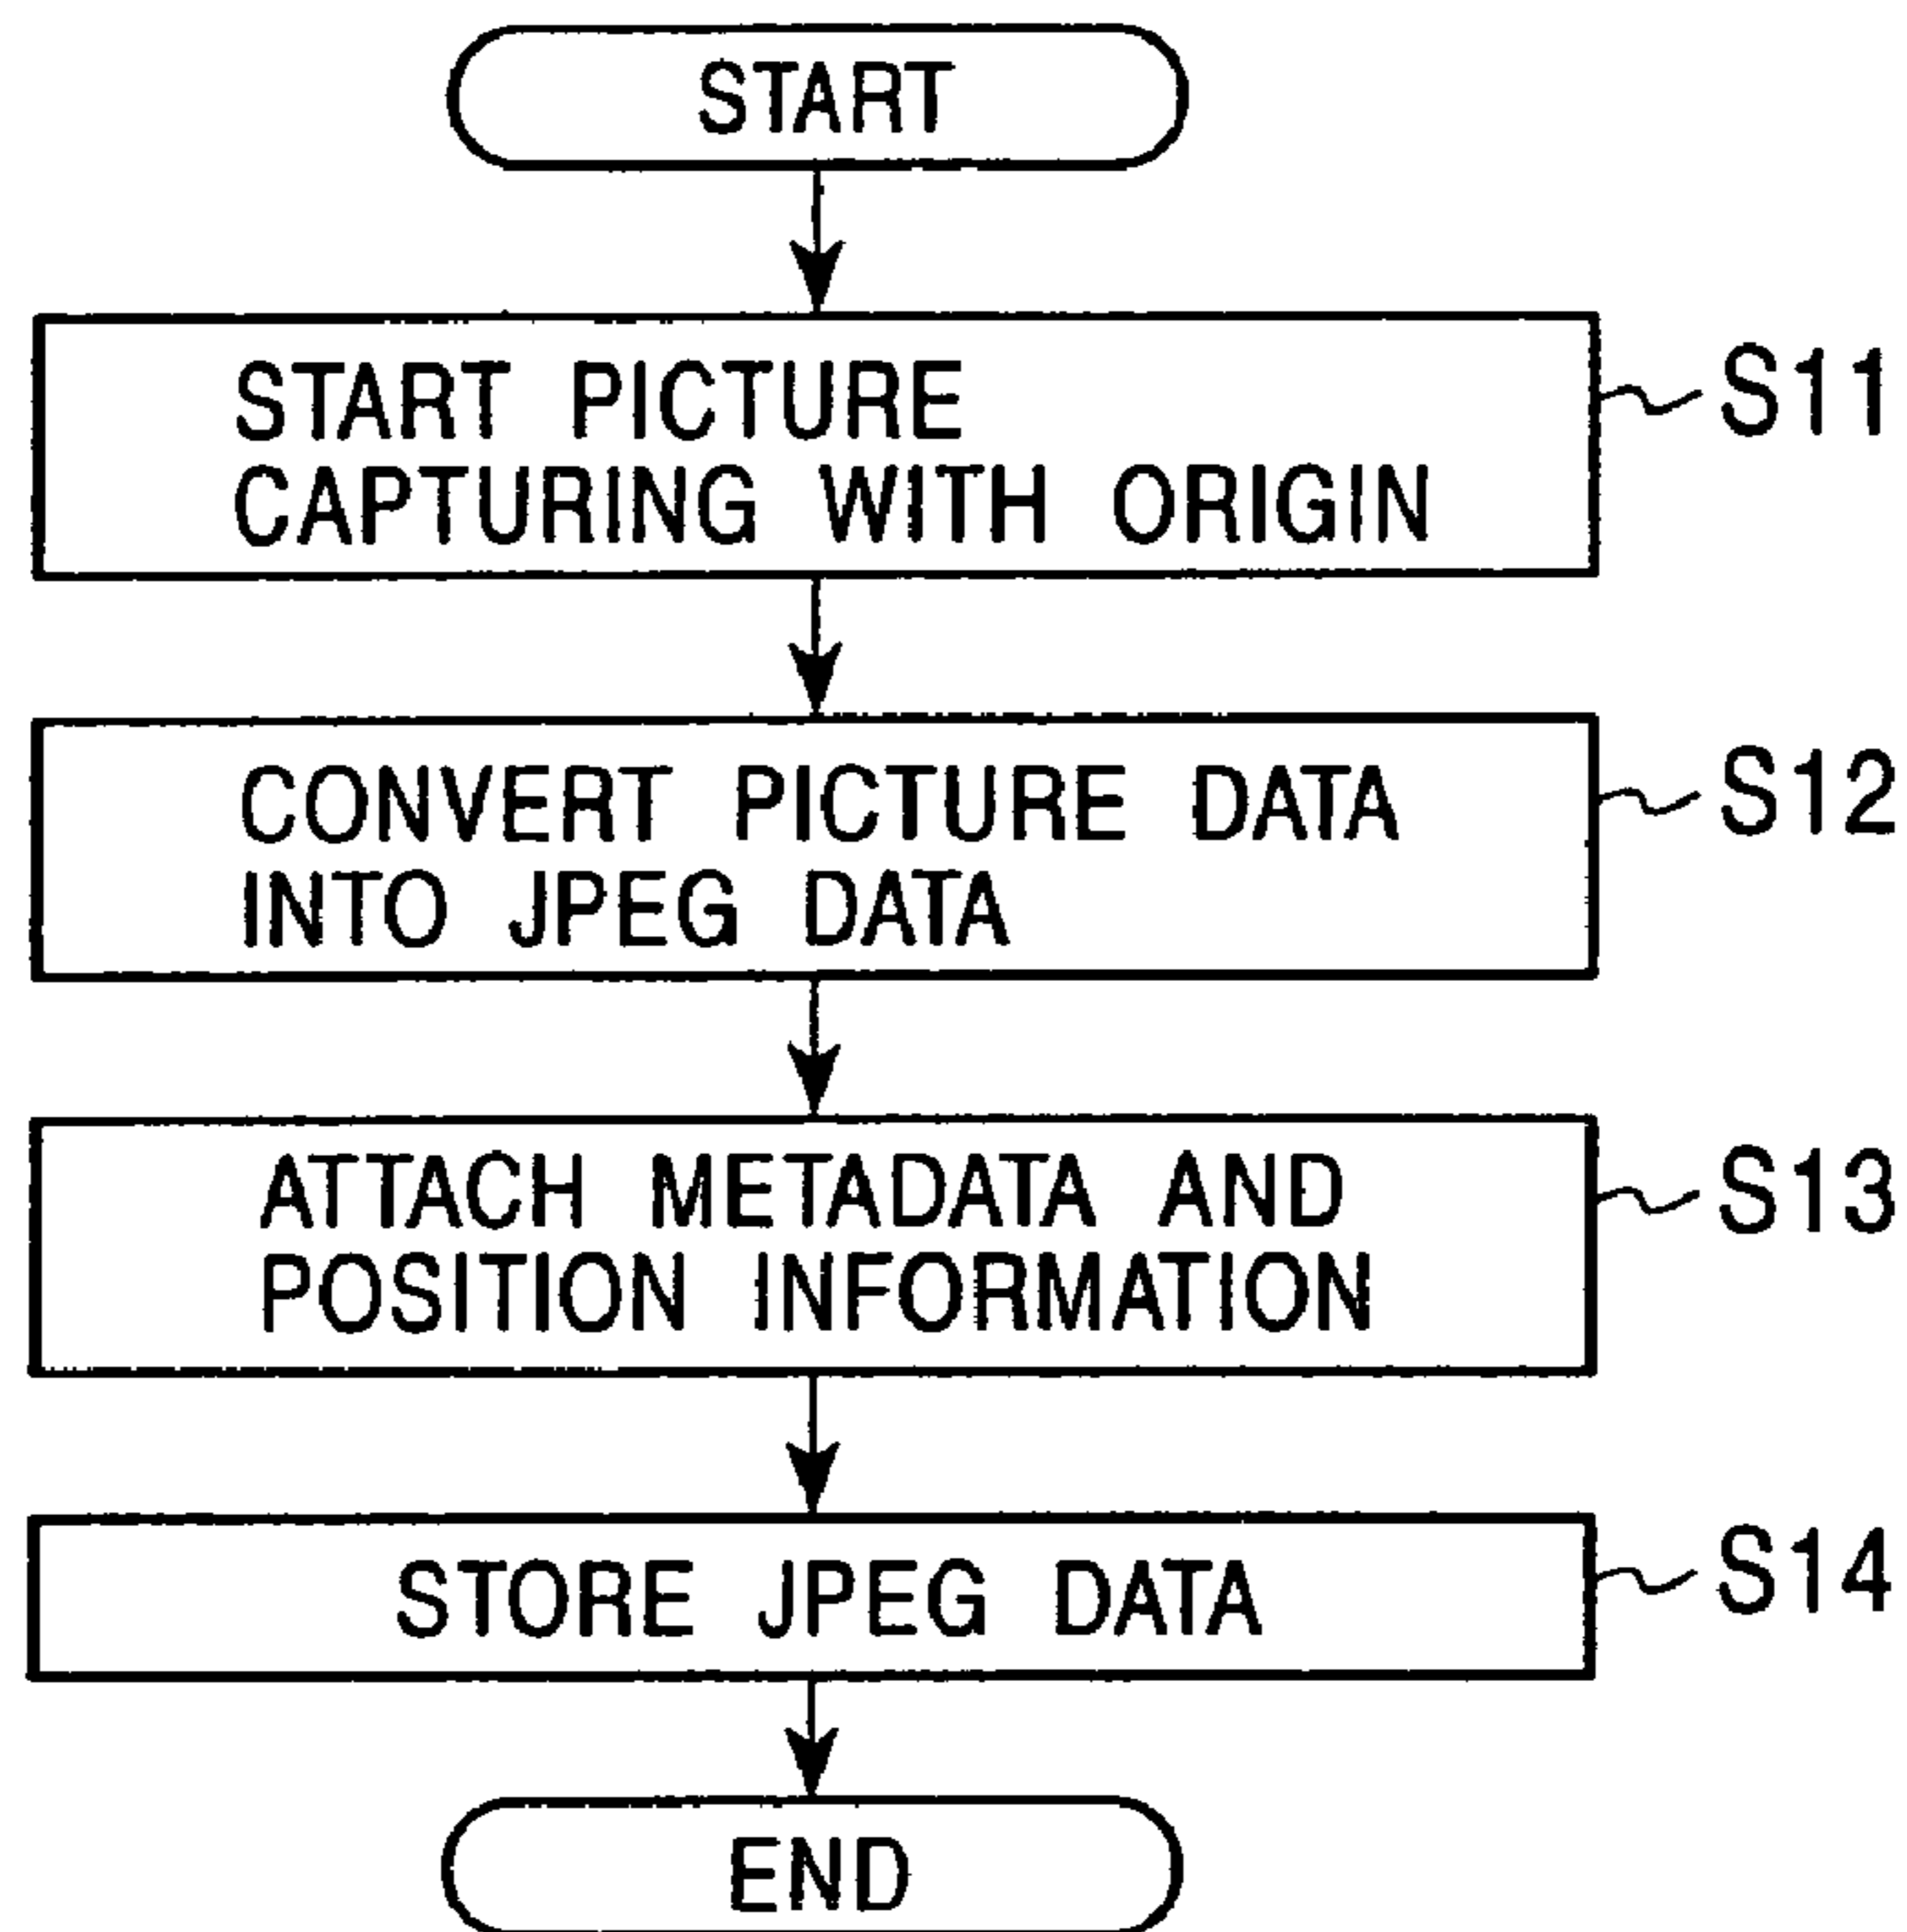 START
START PICTURE
CAPTURING WITH ORIGIN
S11
CONVERT PICTURE DATA
INTO JPEG DATA
S12
ATTACH METADATA AND
POSITION INFORMATION
S13
STORE JPEG DATA
S14
END